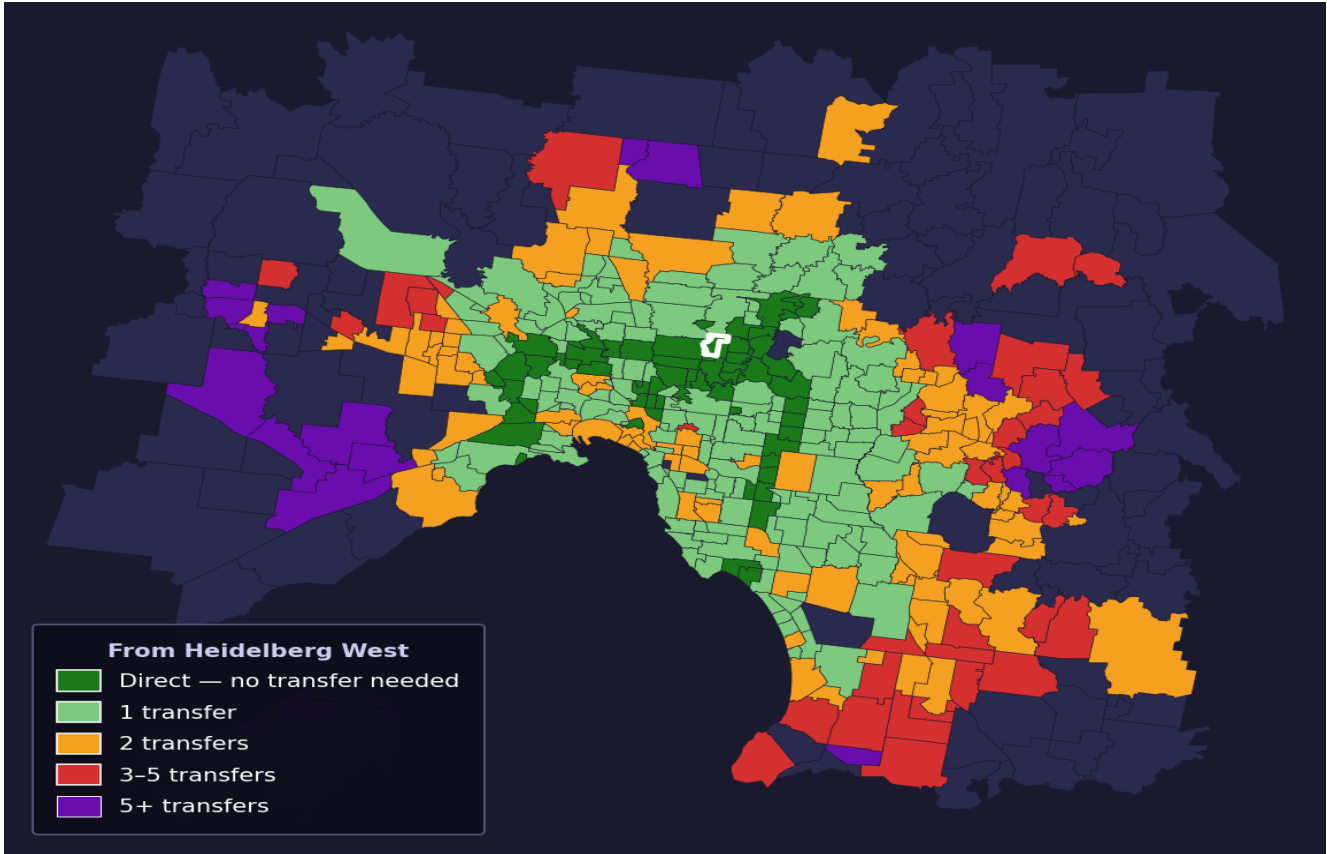 From Heidelberg West
Direct — no transfer needed
1 transfer
2 transfers
3–5 transfers
5+ transfers